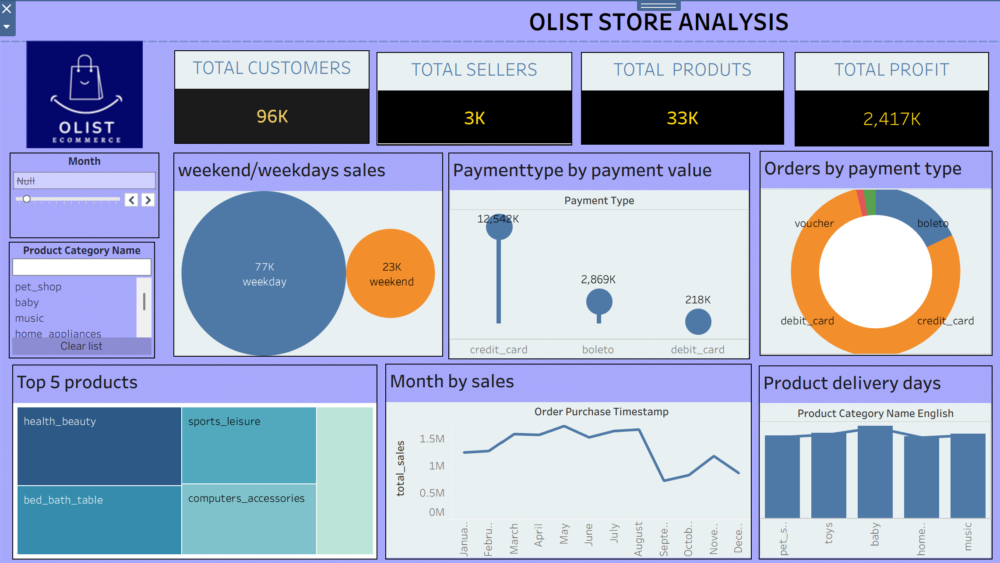 OLIST STORE ANALYSIS
OLIST
ECOMMERCE
TOTAL CUSTOMERS
96K
TOTAL SELLERS
3K
TOTAL PRODUTS
33K
TOTAL PROFIT
2,417K
Month
Null
Product Category Name
pet_shop
baby
music
home_appliances
Clear list
weekend/weekdays sales
77K
weekday
23K
weekend
Paymenttype by payment value
Payment Type
12,542K
2,869K
218K
credit_card
boleto
debit_card
Orders by payment type
voucher
boleto
debit_card
credit_card
Top 5 products
health_beauty
sports_leisure
bed_bath_table
computers_accessories
Month by sales
Order Purchase Timestamp
total_sales
1.5M
1M
0.5M
0M
Janua..
Febru..
March
April
May
June
July
August
Septe..
Octob..
Nove..
Dece..
Product delivery days
Product Category Name English
pet_s..
toys
baby
home..
music